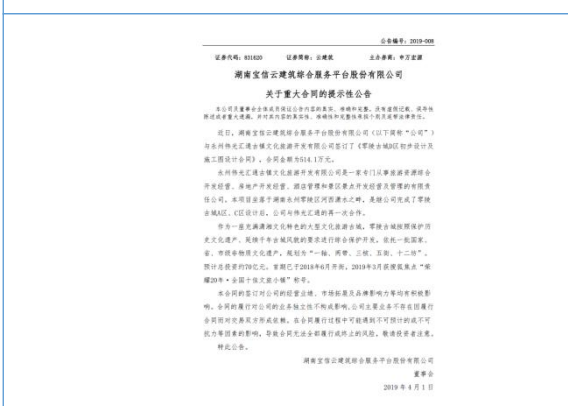 公告编号：2019-008
证券代码：831620 证券简称：云建筑 主办券商：申万宏源
湖南宝信云建筑综合服务平台股份有限公司
关于重大合同的提示性公告
本公司及董事会全体成员保证公告内容的真实、准确和完整，没有虚假记载、误导性
陈述或者重大遗漏，并对其内容的真实性、准确性和完整性承担个别及连带法律责任。
近日，湖南宝信云建筑综合服务平台股份有限公司（以下简称“公司”）
与永州伟光汇通古镇文化旅游开发有限公司签订了《零陵古城D区初步设计及
施工图设计合同》，合同金额为514.1万元。
永州伟光汇通古镇文化旅游开发有限公司是一家专门从事旅游资源综合
开发经营、房地产开发经营、酒店管理和景区景点开发经营及管理的有限责
任公司。本项目坐落于湖南永州零陵区河西潇水之畔，是继公司完成了零陵
古城A区、C区设计后，公司与伟光汇通的再一次合作。
作为一座充满潇湘文化特色的大型文化旅游古城，零陵古城按照保护历
史文化遗产、延续千年古城风貌的要求进行综合保护开发。依托一批国家、
省、市级非物质文化遗产，规划为“一轴、两带、三核、五街、十二坊”。
预计总投资约70亿元。首期已于2018年6月开街，2019年3月获搜狐焦点“荣
耀20年·全国十佳文旅小镇”称号。
本合同的签订对公司的经营业绩、市场拓展及品牌影响力等均有积极影
响。合同的履行对公司的业务独立性不构成影响，公司主要业务不存在因履行
合同而对交易双方形成依赖。在合同履行过程中可能遇到不可预计的或不可
抗力等因素的影响，导致合同无法全部履行或终止的风险。敬请投资者注意。
特此公告。
湖南宝信云建筑综合服务平台股份有限公司
董事会
2019 年 4 月 1 日